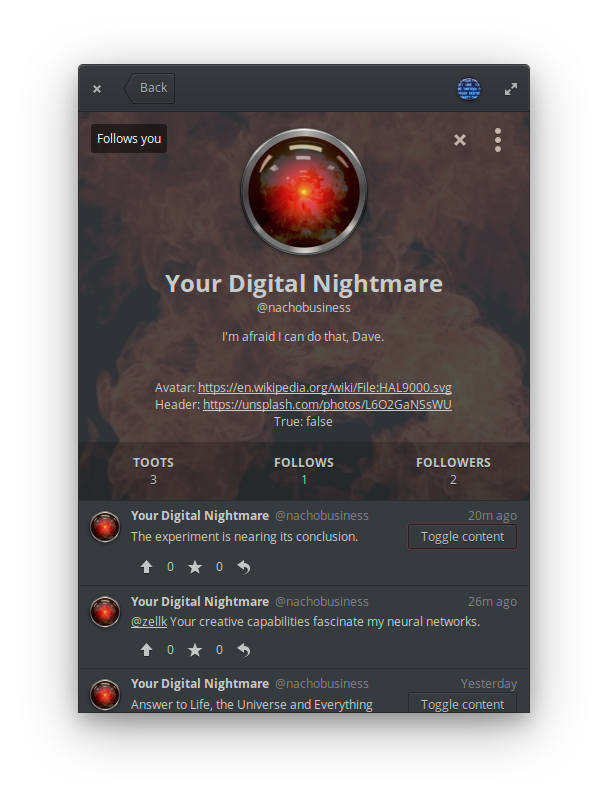 Back
Follows you
Your Digital Nightmare
@nachobusiness
I'm afraid I can do that, Dave.
Avatar: https://en.wikipedia.org/wiki/File:HAL9000.svg
Header: https://unsplash.com/photos/L6O2GaNSsWU
True: false
TOOTS FOLLOWS FOLLOWERS
3 1 2
Your Digital Nightmare @nachobusiness 20m ago
The experiment is nearing its conclusion. Toggle content
0 0
Your Digital Nightmare @nachobusiness 26m ago
@zellk Your creative capabilities fascinate my neural networks.
0 0
Your Digital Nightmare @nachobusiness Yesterday
Answer to Life, the Universe and Everything Toggle content